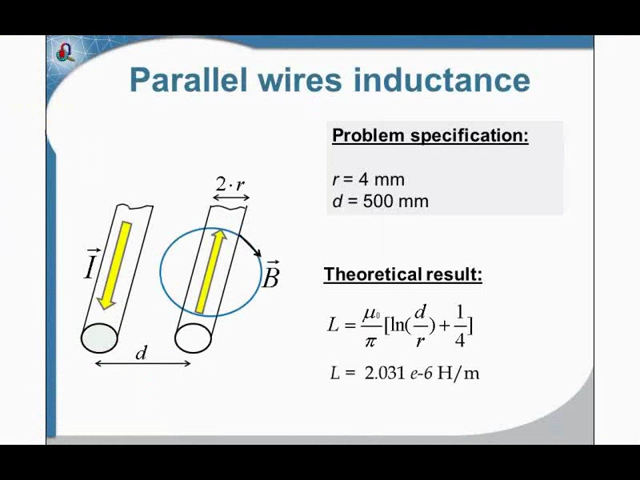 Parallel wires inductance
Problem specification:
r = 4 mm
d = 500 mm
2·r
I
B
d
Theoretical result:
L = μ₀/π [ln(d/r) + 1/4]
L = 2.031 e-6 H/m